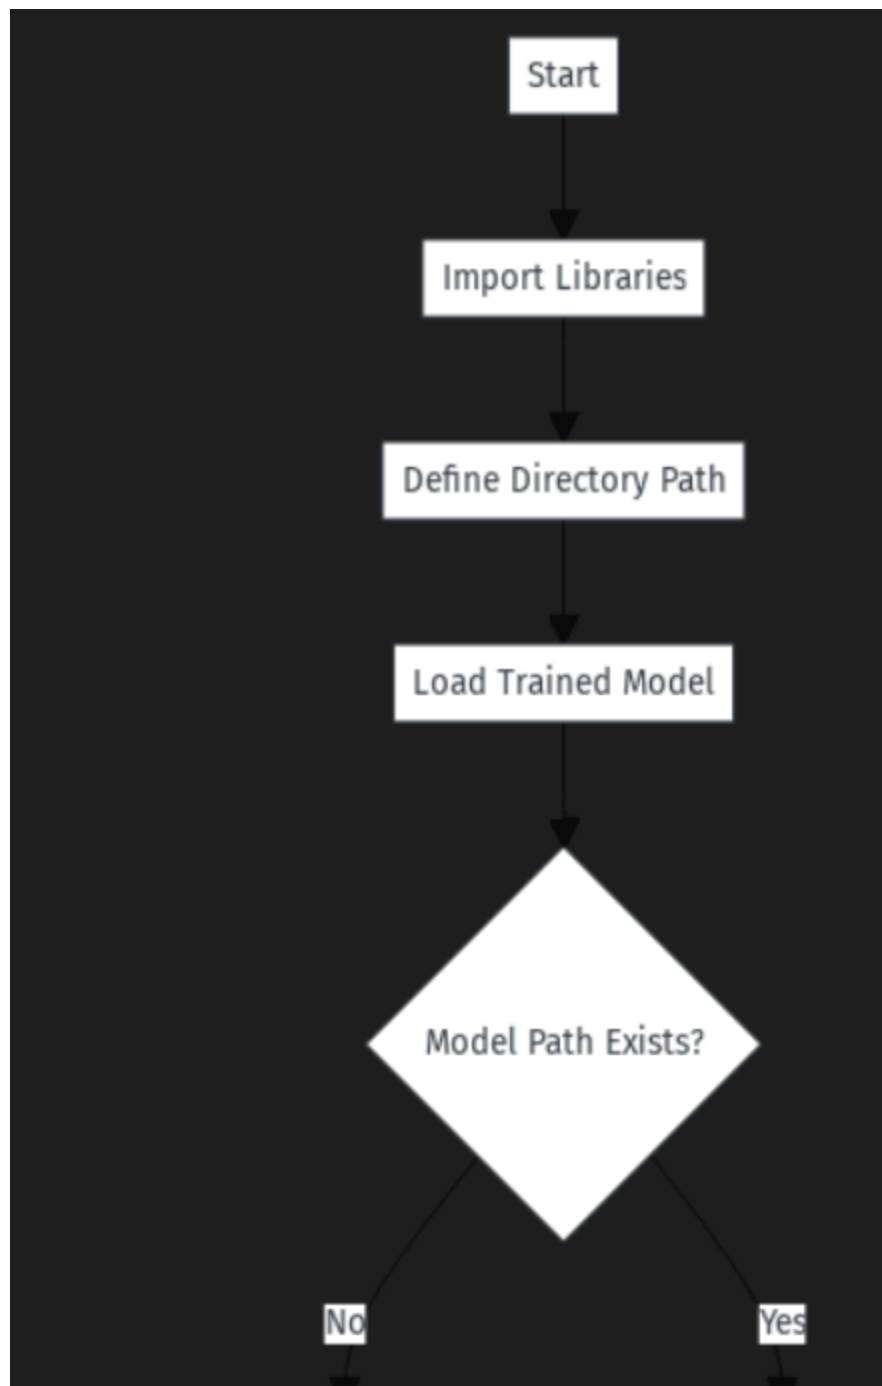 Start
Import Libraries
Define Directory Path
Load Trained Model
Model Path Exists?
No
Yes